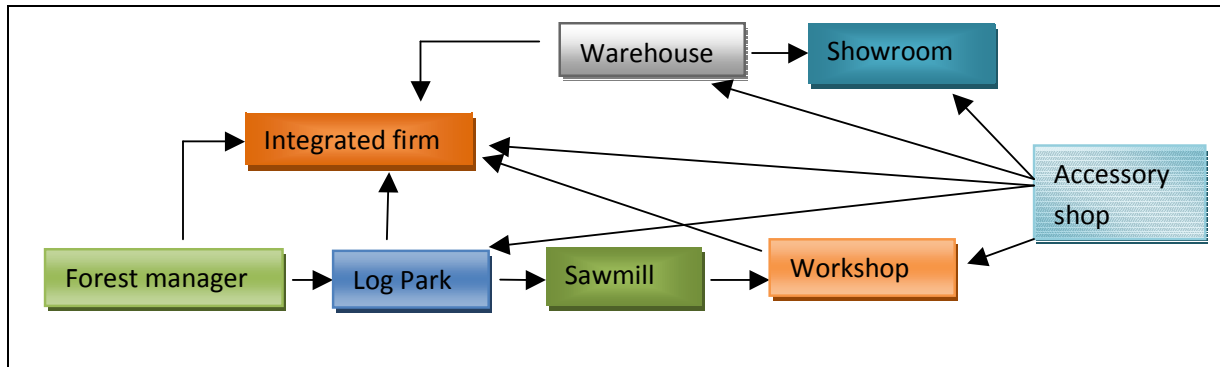 Warehouse
Showroom
Integrated firm
Accessory
shop
Forest manager
Log Park
Sawmill
Workshop